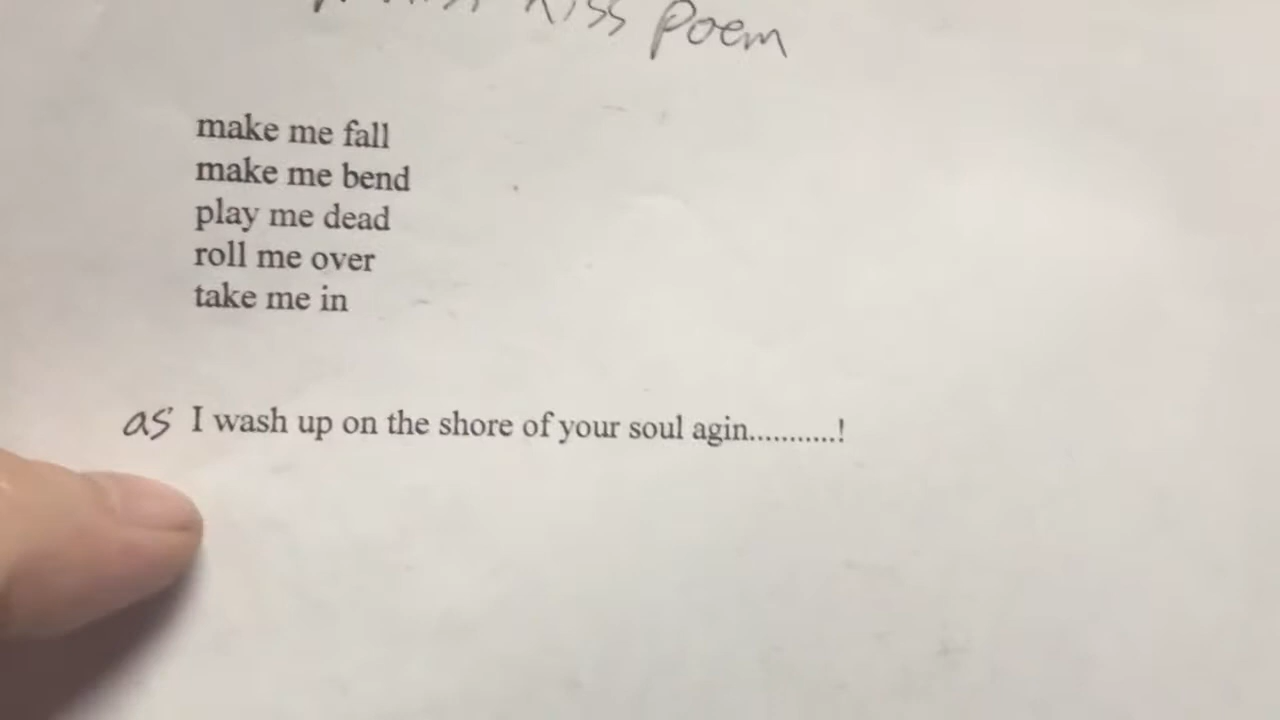 Kiss Poem
make me fall
make me bend
play me dead
roll me over
take me in
as I wash up on the shore of your soul agin...........!